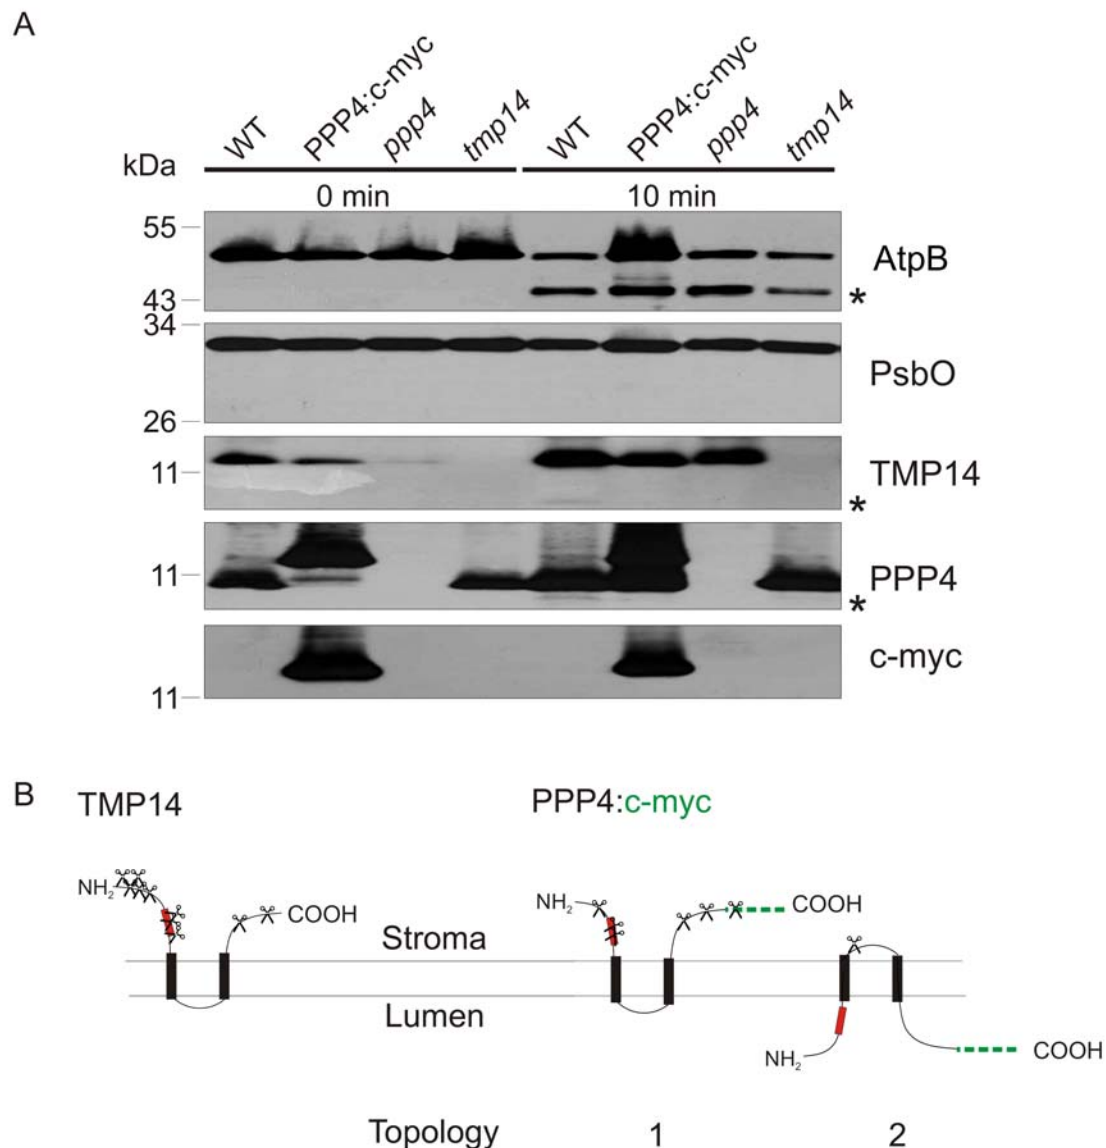 A
WT PPP4:c-myc ppp4 tmp14 WT PPP4:c-myc ppp4 tmp14
kDa
0 min 10 min
55
AtpB
43 *
34
PsbO
26
TMP14
11
*
11 PPP4
*
c-myc
11
B TMP14 PPP4:c-myc
NH2 COOH NH2 COOH
Stroma
Lumen
NH2 COOH
Topology 1 2